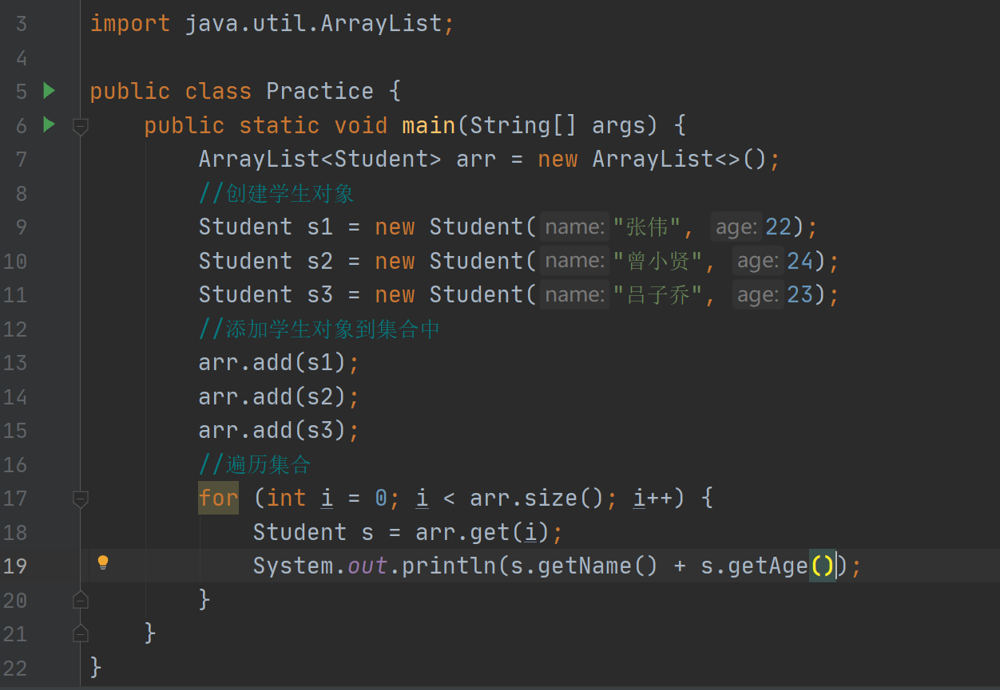 3 import java.util.ArrayList;
4
5 public class Practice {
6 public static void main(String[] args) {
7 ArrayList<Student> arr = new ArrayList<>();
8 //创建学生对象
9 Student s1 = new Student( name: "张伟", age: 22);
10 Student s2 = new Student( name: "曾小贤", age: 24);
11 Student s3 = new Student( name: "吕子乔", age: 23);
12 //添加学生对象到集合中
13 arr.add(s1);
14 arr.add(s2);
15 arr.add(s3);
16 //遍历集合
17 for (int i = 0; i < arr.size(); i++) {
18 Student s = arr.get(i);
19 System.out.println(s.getName() + s.getAge());
20 }
21 }
22 }